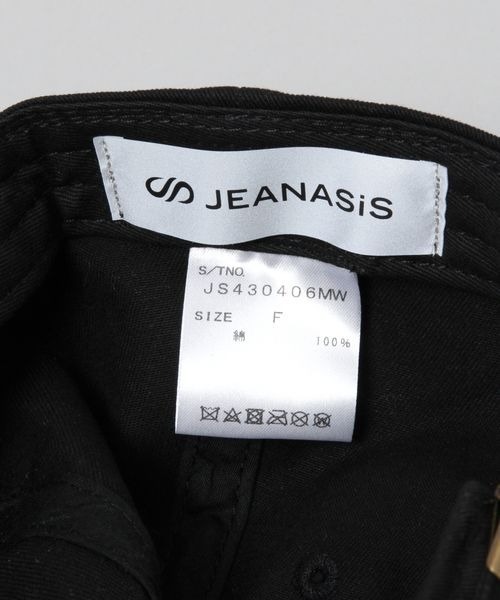 JEANASiS
S/TNO.
JS430406MW
SIZE F
綿 100%